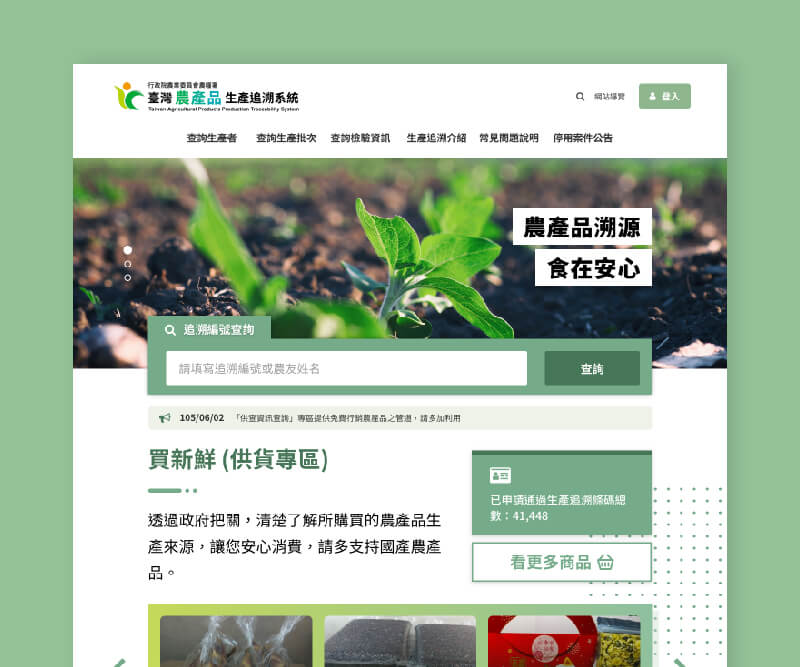 行政院農業委員會農糧署
臺灣 農產品 生產追溯系統
Taiwan Agricultural Products Production Traceability System
網站導覽
登入
查詢生產者 查詢生產批次 查詢檢驗資訊 生產追溯介紹 常見問題說明 停用案件公告
農產品溯源
食在安心
追溯編號查詢
請填寫追溯編號或農友姓名
查詢
105/06/02 「供查資訊查詢」專區提供免費行銷農產品之管道，請多加利用
買新鮮 (供貨專區)
透過政府把關，清楚了解所購買的農產品生
產來源，讓您安心消費，請多支持國產農產
品。
已申請通過生產追溯條碼總
數：41,448
看更多商品